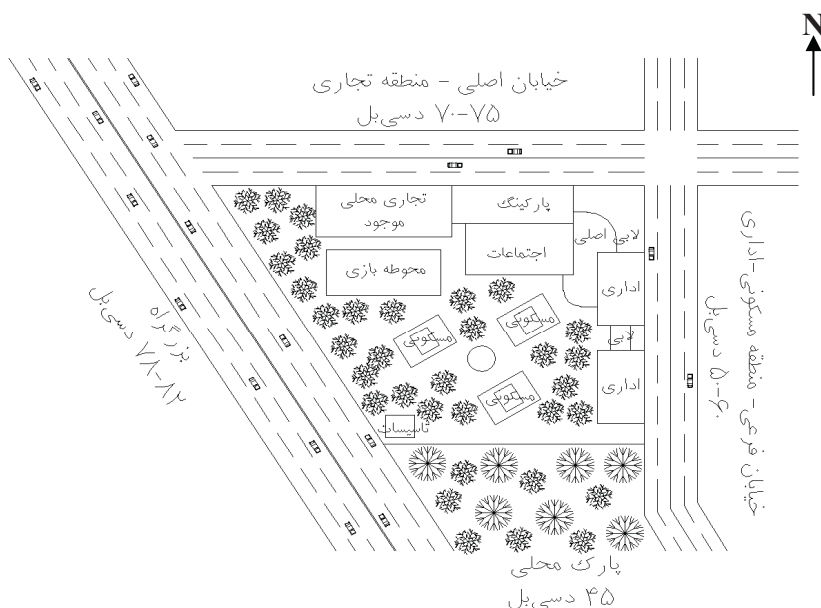 N
خیابان اصلی - منطقه تجاری
۷۰-۷۵ دسی‌بل
تجاری محلی
موجود
پارکینگ
لابی اصلی
اجتماعات
محوطه بازی
اداری
مسکونی
مسکونی
لابی
مسکونی
اداری
تاسیسات
بزرگراه
۷۸-۸۲ دسی‌بل
خیابان فرعی - منطقه مسکونی-اداری
۵۰-۶۰ دسی‌بل
پارک محلی
۴۵ دسی‌بل